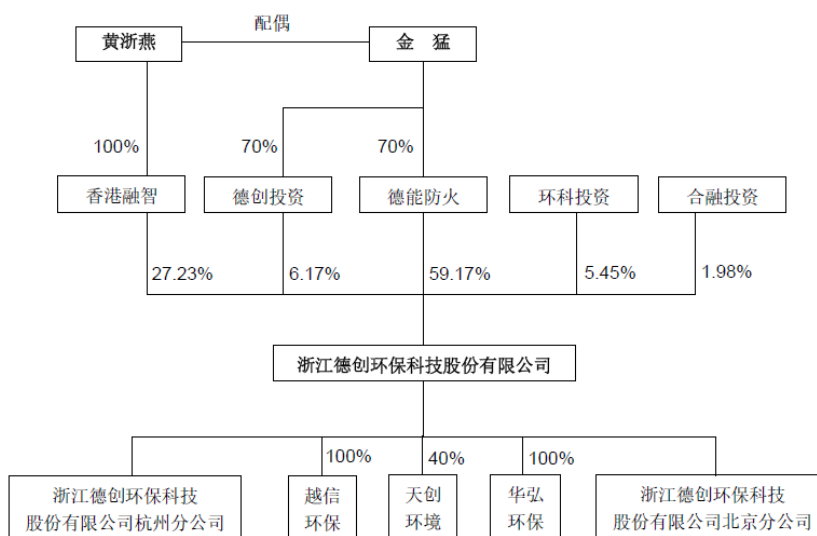 配偶
黄浙燕
金 猛
100%
70%
70%
香港融智
德创投资
德能防火
环科投资
合融投资
27.23%
6.17%
59.17%
5.45%
1.98%
浙江德创环保科技股份有限公司
100%
40%
100%
浙江德创环保科技
股份有限公司杭州分公司
越信
环保
天创
环境
华弘
环保
浙江德创环保科技
股份有限公司北京分公司